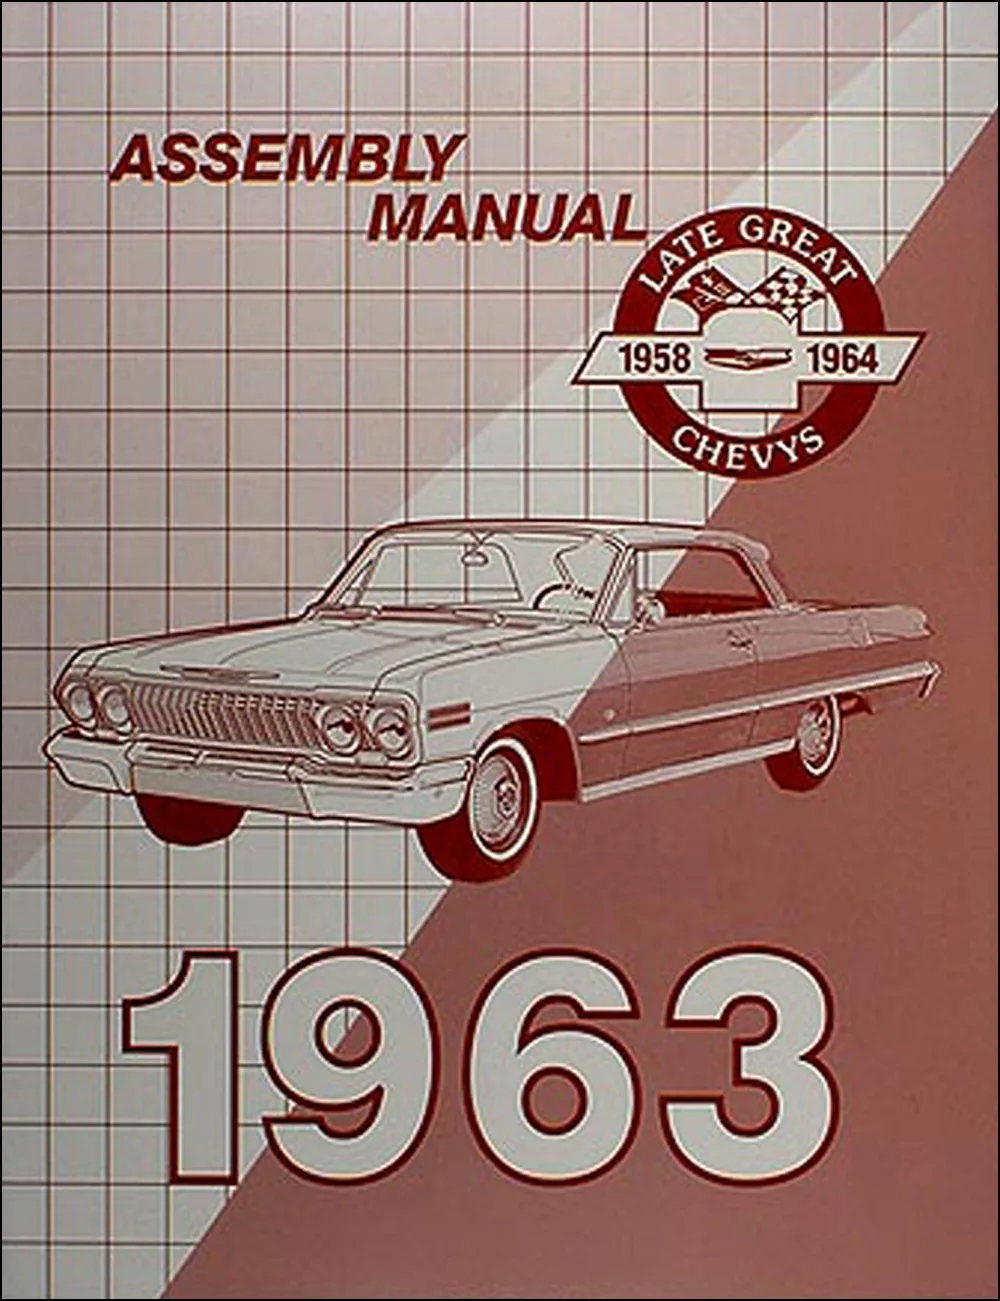 ASSEMBLY
MANUAL
LATE GREAT
1958 1964
CHEVYS
1963